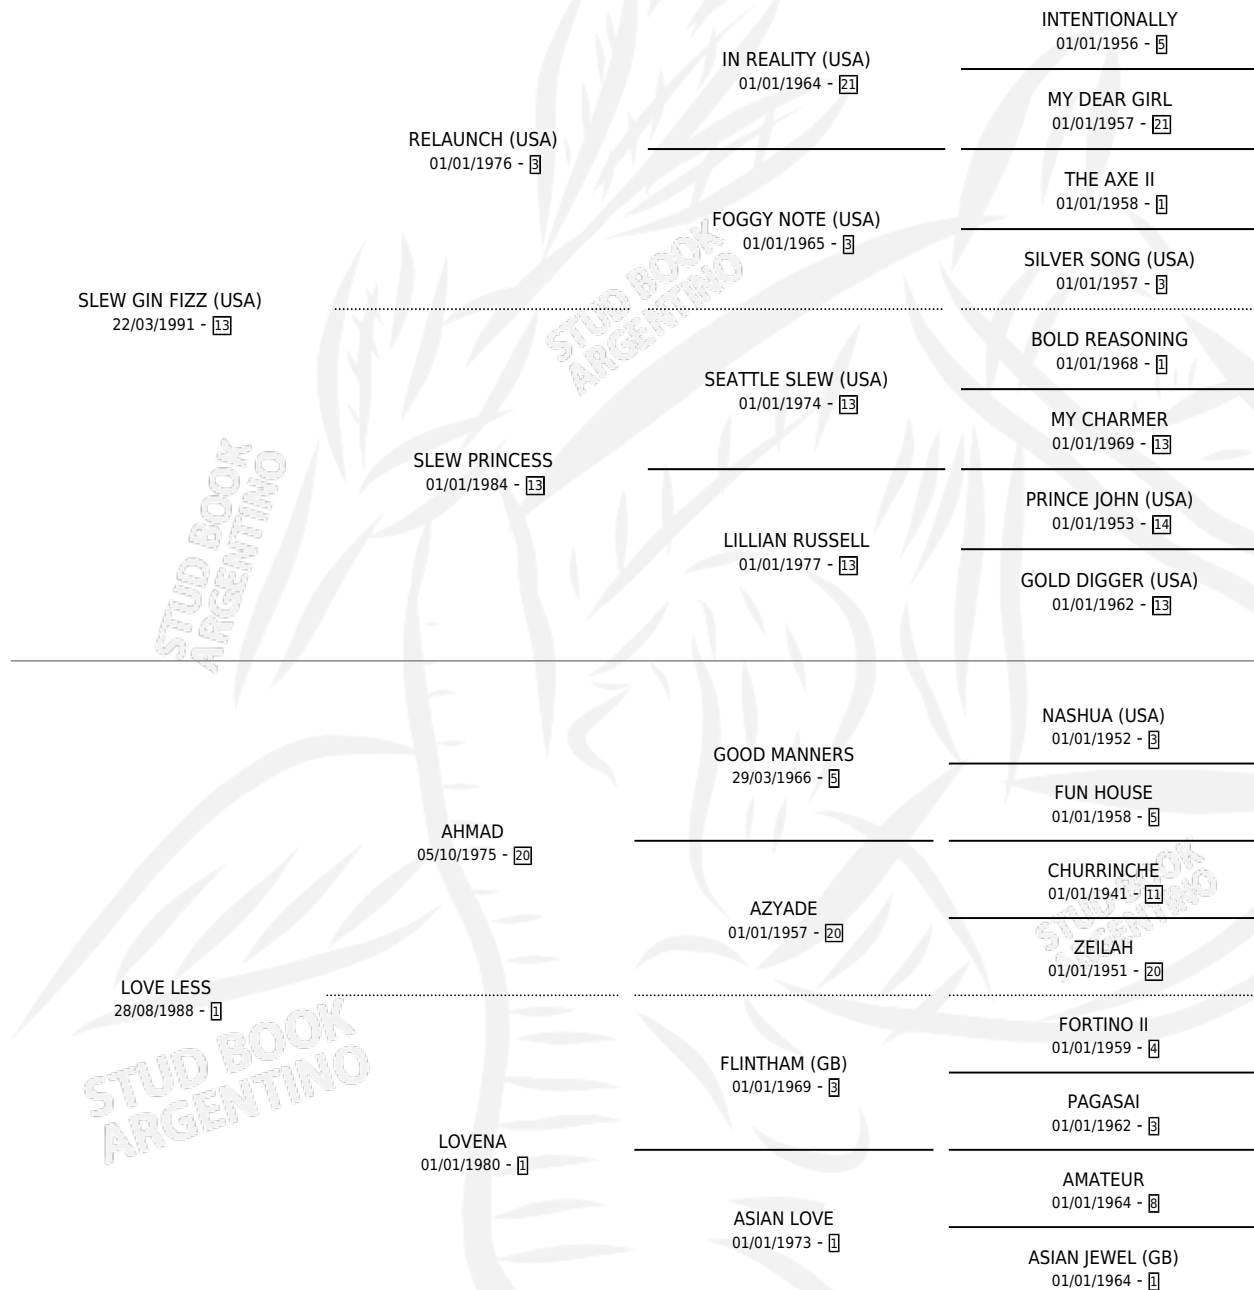 INTENTIONALLY
01/01/1956 - 5
IN REALITY (USA)
01/01/1964 - 21
MY DEAR GIRL
01/01/1957 - 21
RELAUNCH (USA)
01/01/1976 - 3
THE AXE II
01/01/1958 - 1
FOGGY NOTE (USA)
01/01/1965 - 3
SILVER SONG (USA)
01/01/1957 - 3
SLEW GIN FIZZ (USA)
22/03/1991 - 13
BOLD REASONING
01/01/1968 - 1
SEATTLE SLEW (USA)
01/01/1974 - 13
MY CHARMER
01/01/1969 - 13
SLEW PRINCESS
01/01/1984 - 13
PRINCE JOHN (USA)
01/01/1953 - 14
LILLIAN RUSSELL
01/01/1977 - 13
GOLD DIGGER (USA)
01/01/1962 - 13
NASHUA (USA)
01/01/1952 - 3
GOOD MANNERS
29/03/1966 - 5
FUN HOUSE
01/01/1958 - 5
AHMAD
05/10/1975 - 20
CHURRINCHE
01/01/1941 - 11
AZYADE
01/01/1957 - 20
ZEILAH
01/01/1951 - 20
LOVE LESS
28/08/1988 - 1
FORTINO II
01/01/1959 - 4
FLINTHAM (GB)
01/01/1969 - 3
PAGASAI
01/01/1962 - 3
LOVENA
01/01/1980 - 1
AMATEUR
01/01/1964 - 8
ASIAN LOVE
01/01/1973 - 1
ASIAN JEWEL (GB)
01/01/1964 - 1
STUD BOOK
ARGENTINO
STUD BOOK
ARGENTINO
STUD BOOK
ARGENTINO
STUD BOOK
ARGENTINO